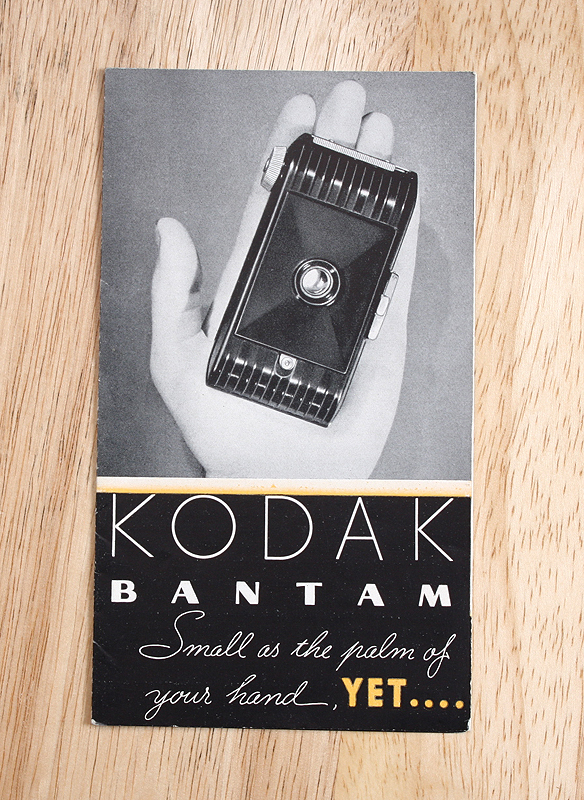 KODAK
BANTAM
Small as the palm of
your hand, YET....